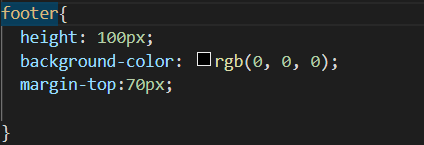 footer{
height: 100px;
background-color: rgb(0, 0, 0);
margin-top:70px;
}